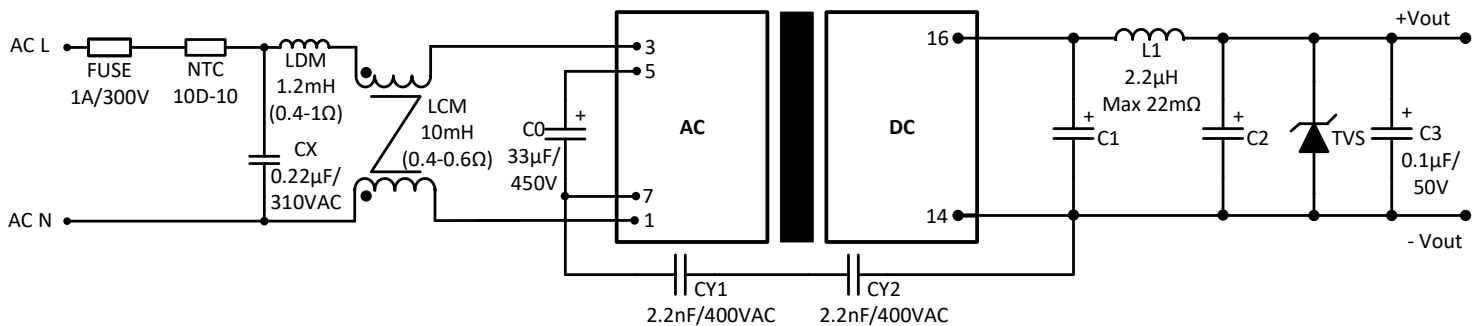 AC L
FUSE
1A/300V
NTC
10D-10
LDM
1.2mH
(0.4-1Ω)
CX
0.22µF/
310VAC
AC N
LCM
10mH
(0.4-0.6Ω)
C0
+
33µF/
450V
3
5
7
1
AC
DC
16
14
CY1
2.2nF/400VAC
CY2
2.2nF/400VAC
+
C1
L1
2.2µH
Max 22mΩ
+
C2
TVS
+
C3
0.1µF/
50V
+Vout
- Vout